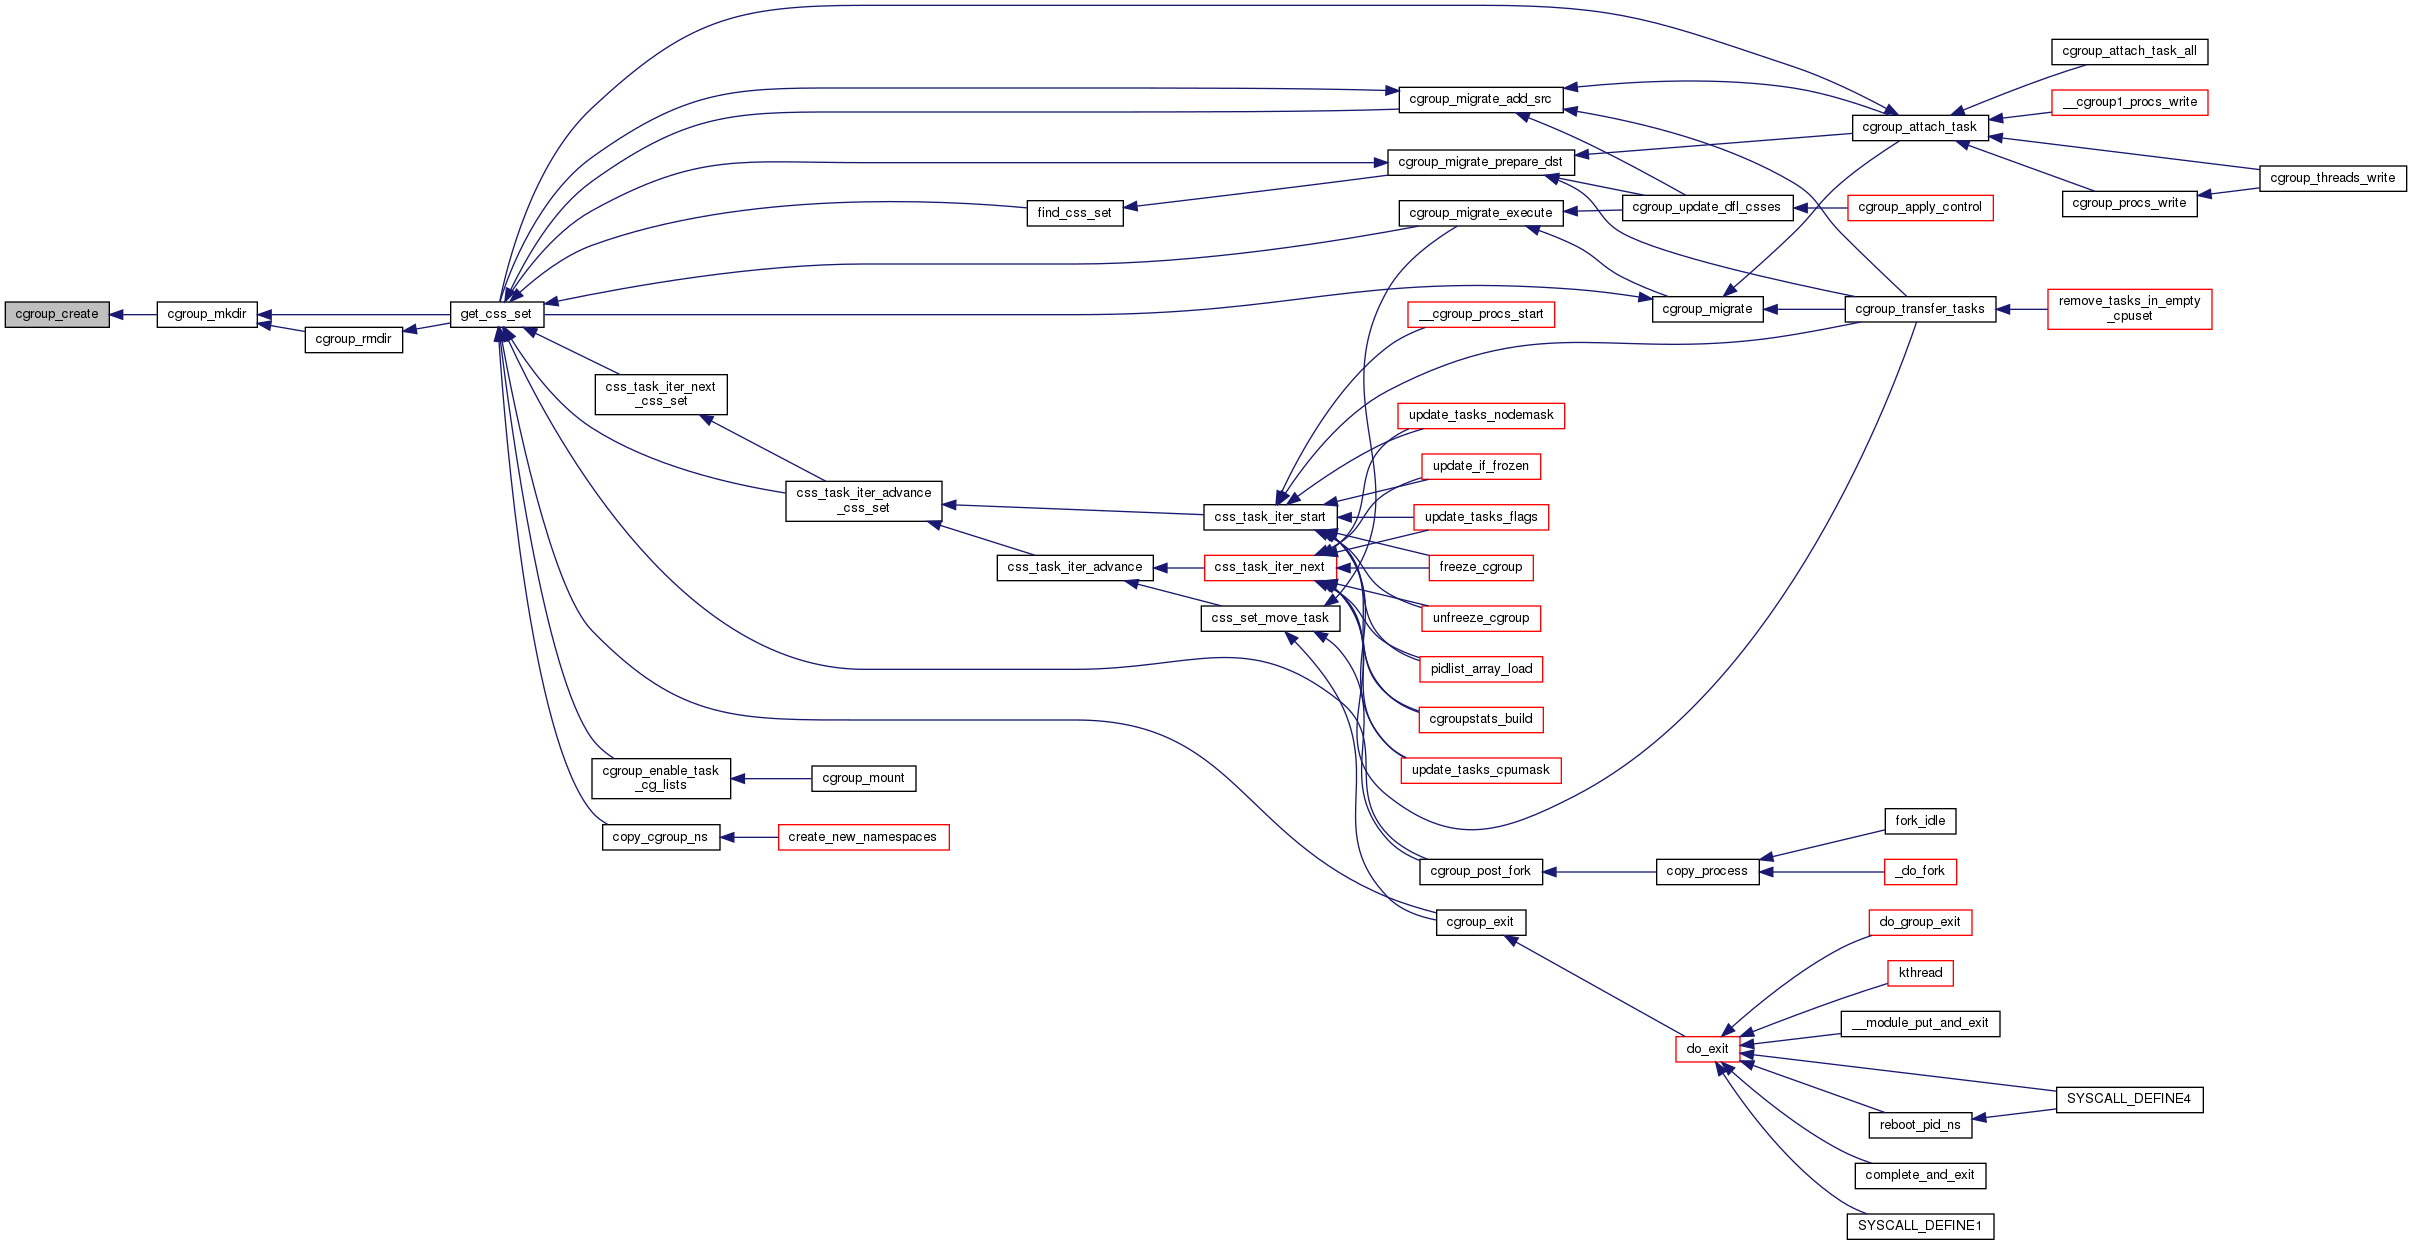 cgroup_create
cgroup_mkdir
cgroup_rmdir
get_css_set
css_task_iter_next
_css_set
cgroup_enable_task
_cg_lists
copy_cgroup_ns
css_task_iter_advance
_css_set
cgroup_mount
create_new_namespaces
find_css_set
css_task_iter_advance
css_task_iter_start
css_task_iter_next
css_set_move_task
cgroup_migrate_add_src
cgroup_migrate_prepare_dst
cgroup_migrate_execute
__cgroup_procs_start
update_tasks_nodemask
update_if_frozen
update_tasks_flags
freeze_cgroup
unfreeze_cgroup
pidlist_array_load
cgroupstats_build
update_tasks_cpumask
cgroup_post_fork
cgroup_exit
cgroup_update_dfl_csses
cgroup_migrate
copy_process
do_exit
cgroup_attach_task
cgroup_apply_control
cgroup_transfer_tasks
fork_idle
_do_fork
do_group_exit
kthread
__module_put_and_exit
reboot_pid_ns
complete_and_exit
SYSCALL_DEFINE1
cgroup_attach_task_all
__cgroup1_procs_write
cgroup_procs_write
remove_tasks_in_empty
_cpuset
SYSCALL_DEFINE4
cgroup_threads_write